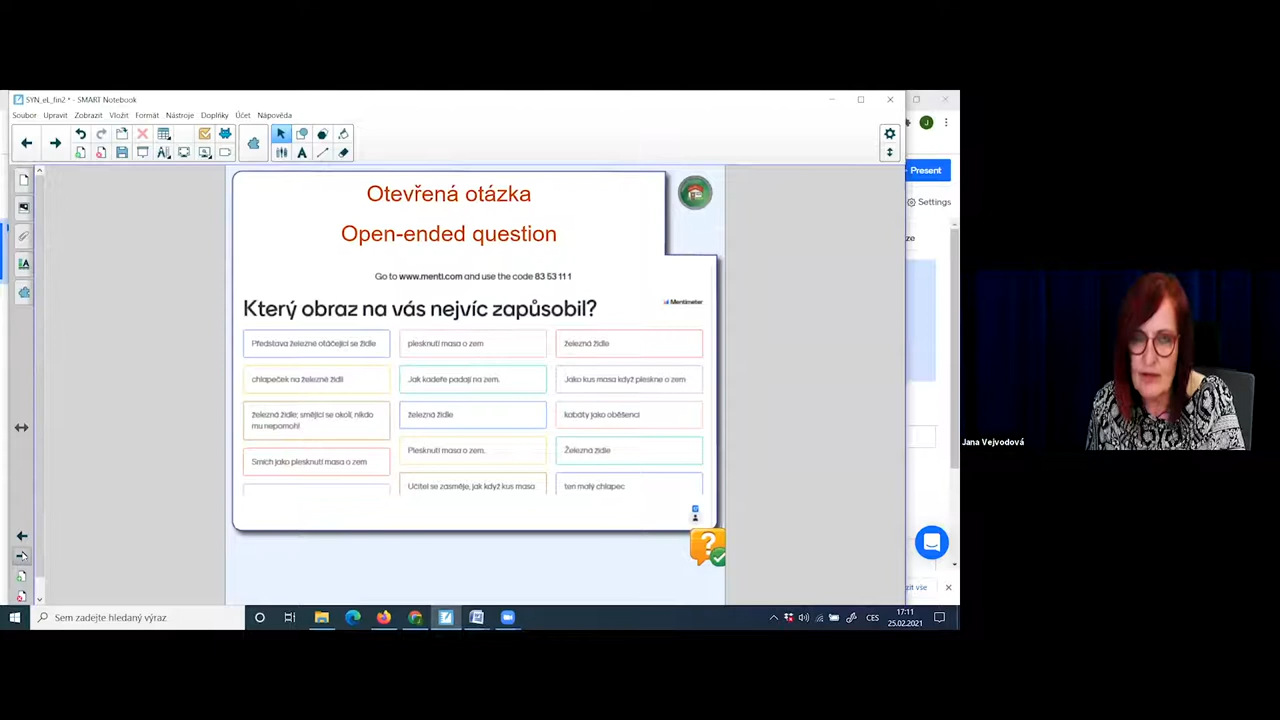 SYN_eL_fin2 * - SMART Notebook
Soubor Upravit Zobrazit Vložit Formát Nástroje Doplňky Účet Nápověda
J
Present
Settings
Otevřená otázka
Open-ended question
Go to www.menti.com and use the code 83 53 11 1
Který obraz na vás nejvíc zapůsobil?
Mentimeter
Představa železne otáčející se židle
plesknutí masa o zem
železná židle
chlapeček na železné židli
Jak kadeře padají na zem.
Jako kus masa když pleskne o zem
železná židle; smějící se okolí, nikdo
mu nepomohl
železná židle
kabáty jako oběšenci
Smích jako plesknutí masa o zem
Plesknutí masa o zem.
Železná židle
Učitel se zasměje, jak když kus masa
ten malý chlapec
Jana Vejvodová
zit vše
Sem zadejte hledaný výraz
CES
17:11
25.02.2021